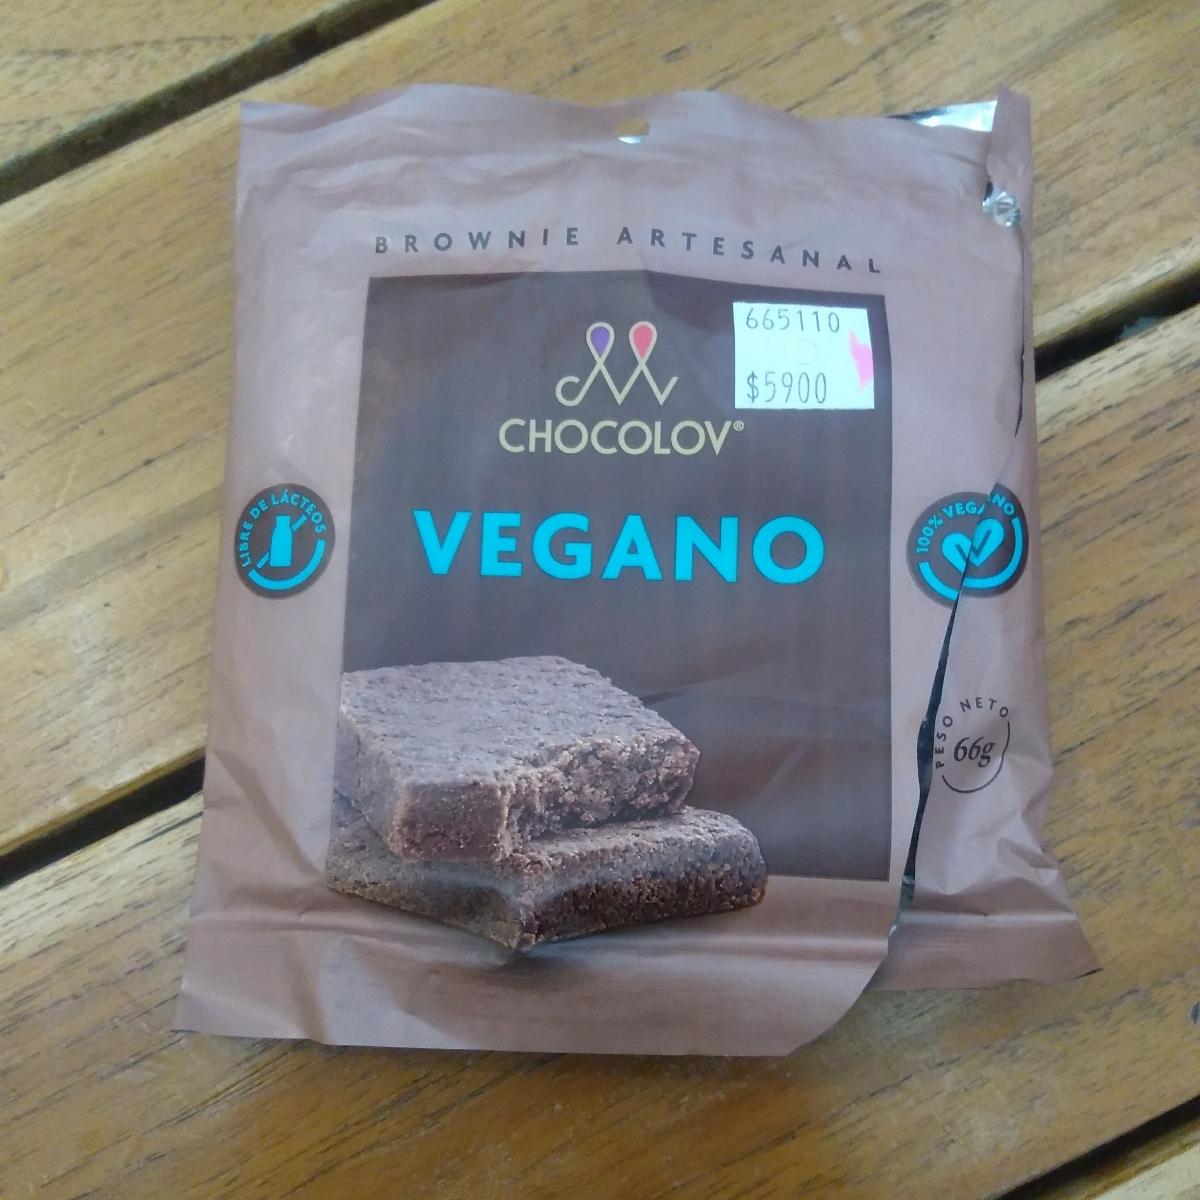 BROWNIE ARTESANAL
665110
$5900
CHOCOLOV®
VEGANO
LIBRE DE LÁCTEOS
100% VEGANO
PESO NETO
66g